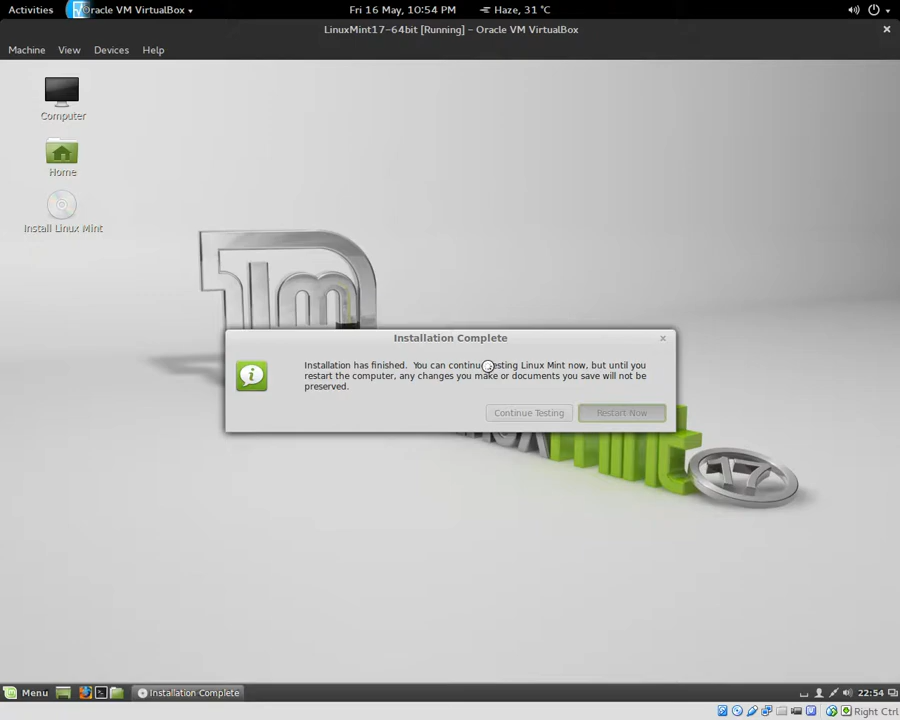 Activities Oracle VM VirtualBox Fri 16 May, 10:54 PM Haze, 31 °C
LinuxMint17-64bit [Running] – Oracle VM VirtualBox
Machine View Devices Help
Computer
Home
Install Linux Mint
Installation Complete
Installation has finished. You can continue testing Linux Mint now, but until you
restart the computer, any changes you make or documents you save will not be
preserved.
Continue Testing Restart Now
17
Menu Installation Complete 22:54
Right Ctrl